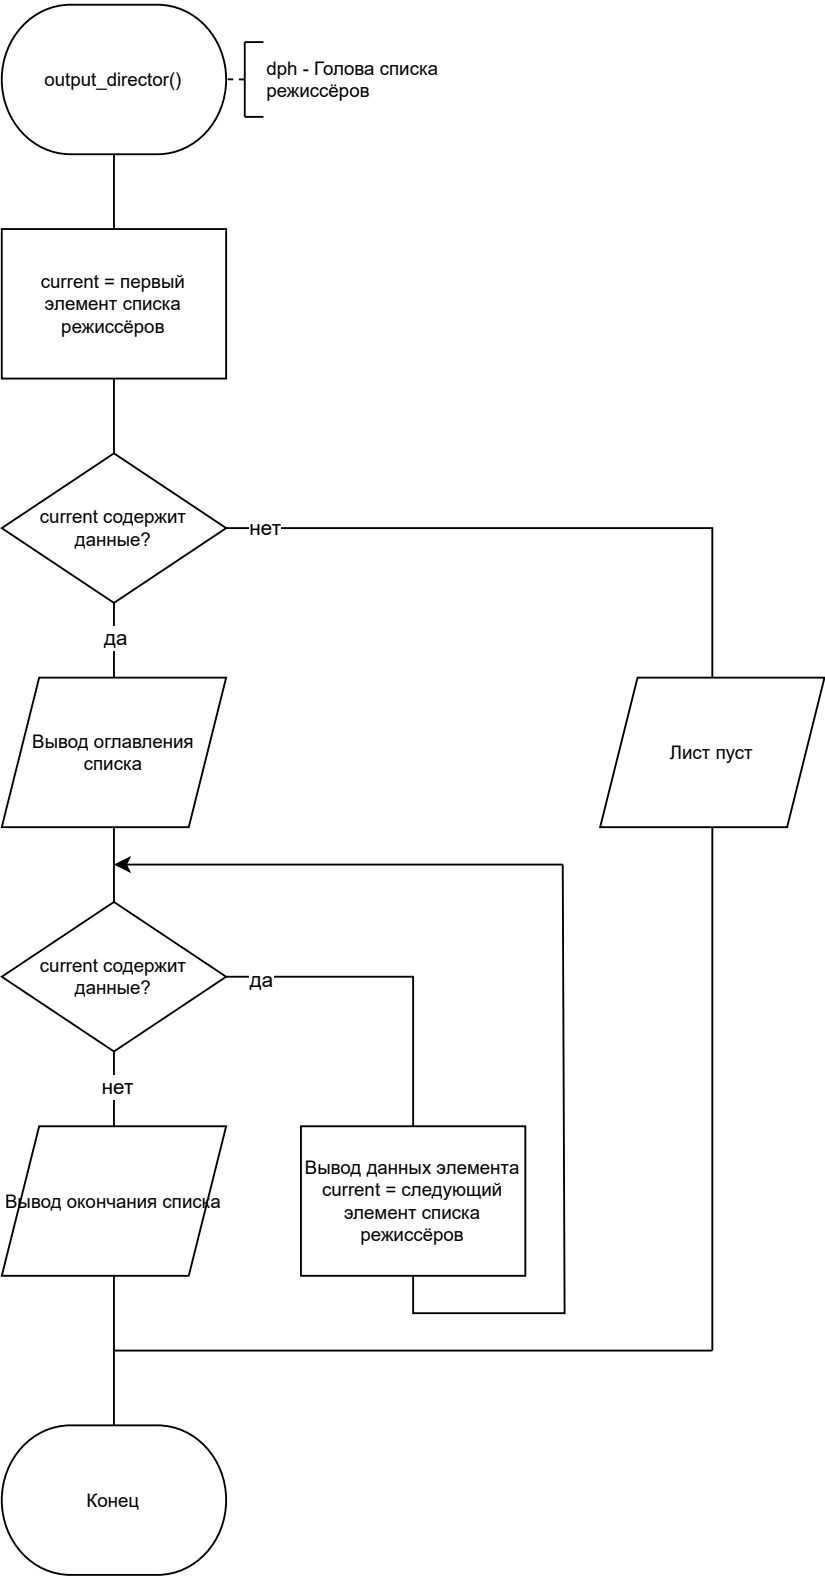 output_director()
dph - Голова списка
режиссёров
current = первый
элемент списка
режиссёров
current содержит
данные?
нет
да
Вывод оглавления
списка
Лист пуст
current содержит
данные?
да
нет
Вывод окончания списка
Вывод данных элемента
current = следующий
элемент списка
режиссёров
Конец